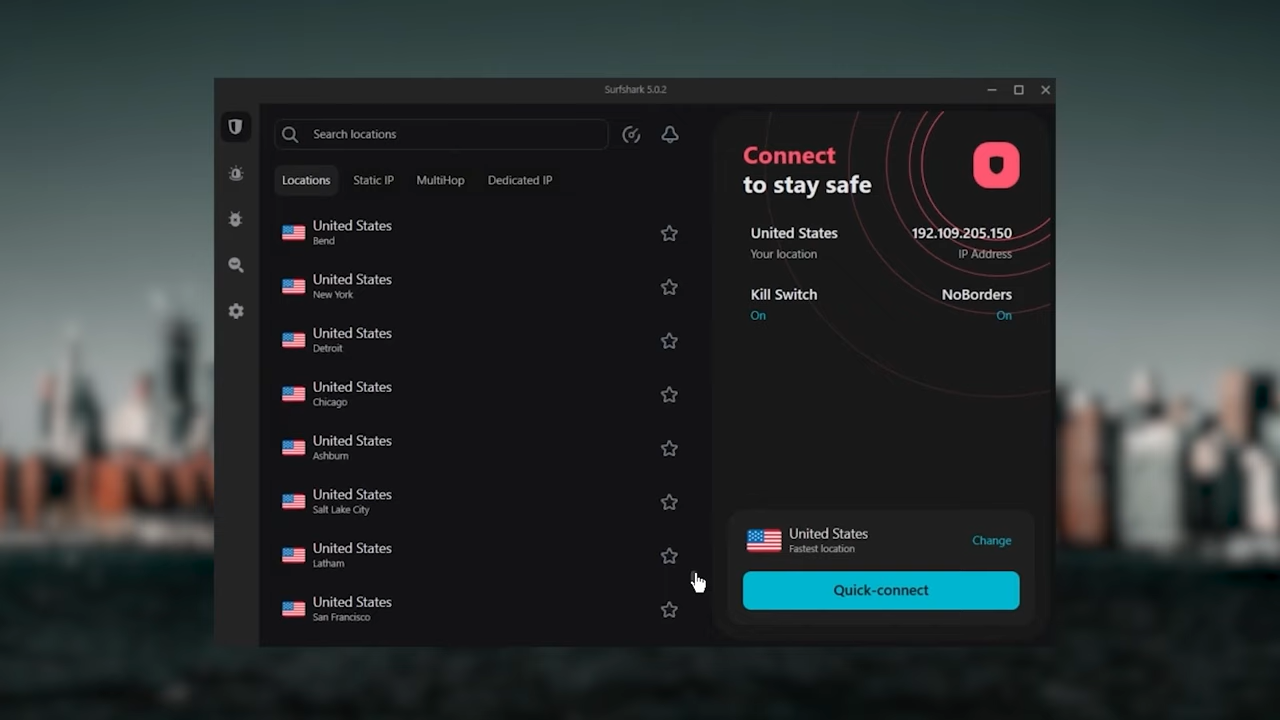 Surfshark 5.0.2
Search locations
Locations
Static IP
MultiHop
Dedicated IP
United States
Bend
United States
New York
United States
Detroit
United States
Chicago
United States
Ashburn
United States
Salt Lake City
United States
Latham
United States
San Francisco
Connect
to stay safe
United States
192.109.205.150
Your location
IP Address
Kill Switch
NoBorders
On
On
United States
Fastest location
Change
Quick-connect